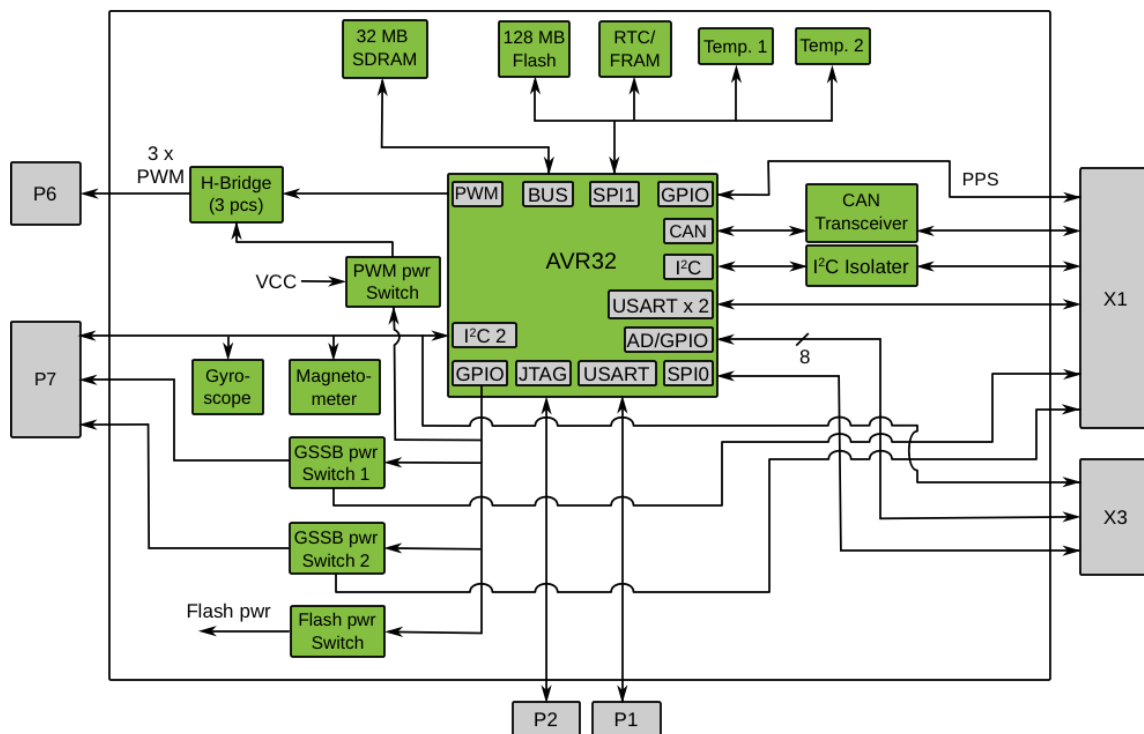 32 MB
SDRAM
128 MB
Flash
RTC/
FRAM
Temp. 1
Temp. 2
3 x
PWM
P6
H-Bridge
(3 pcs)
PWM
BUS
SPI1
GPIO
PPS
CAN
Transceiver
CAN
AVR32
I²C
I²C Isolater
VCC
PWM pwr
Switch
X1
USART x 2
P7
I²C 2
AD/GPIO
8
Gyro-
scope
Magneto-
meter
GPIO
JTAG
USART
SPI0
GSSB pwr
Switch 1
X3
GSSB pwr
Switch 2
Flash pwr
Flash pwr
Switch
P2
P1